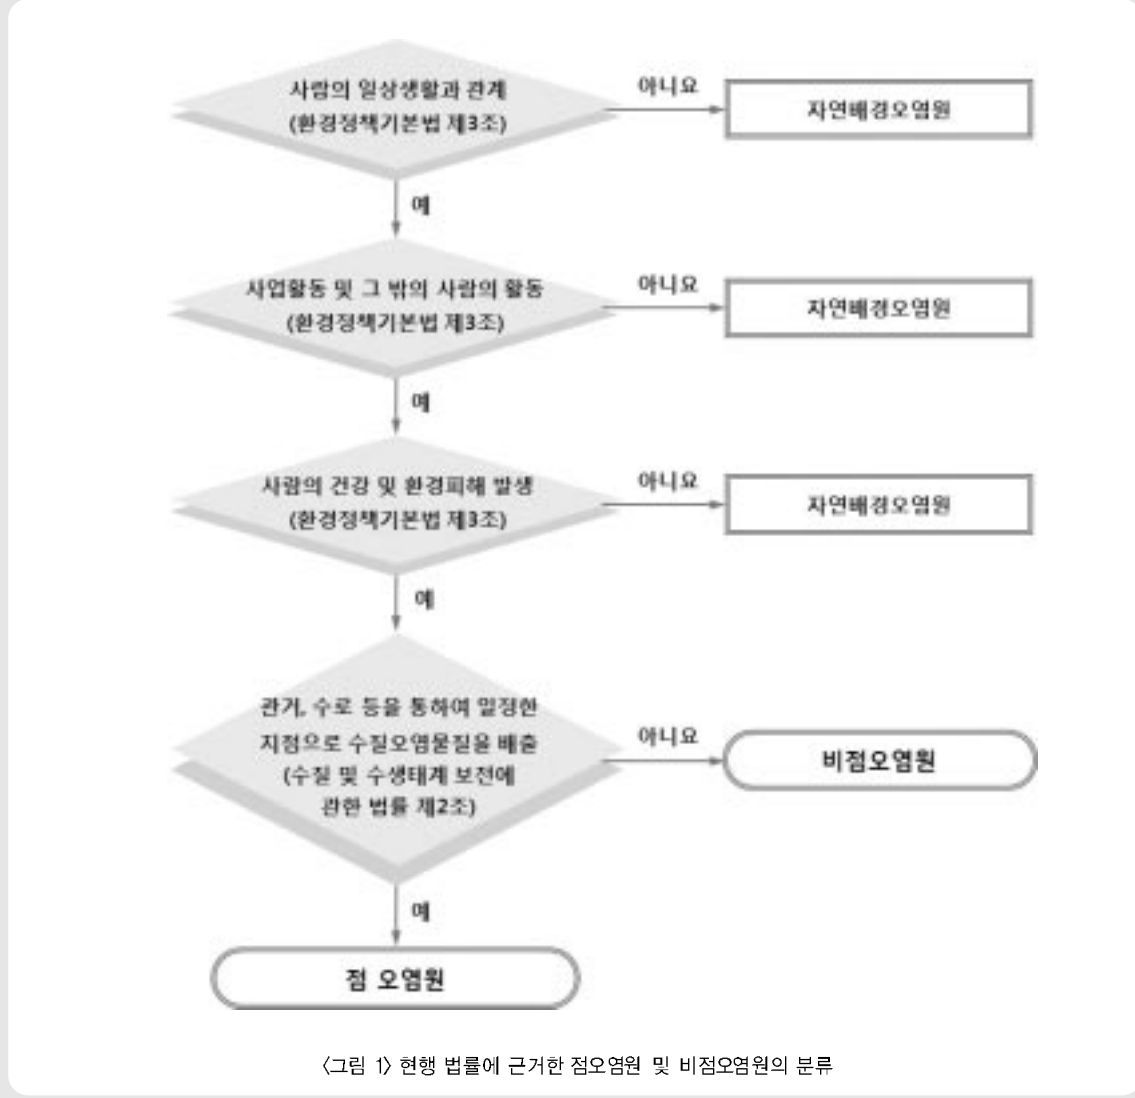 사람의 일상생활과 관계
(환경정책기본법 제3조)
아니요
자연배경오염원
예
사업활동 및 그 밖의 사람의 활동
(환경정책기본법 제3조)
아니요
자연배경오염원
예
사람의 건강 및 환경피해 발생
(환경정책기본법 제3조)
아니요
자연배경오염원
예
관거, 수로 등을 통하여 일정한
지점으로 수질오염물질을 배출
(수질 및 수생태계 보전에
관한 법률 제2조)
아니요
비점오염원
예
점 오염원
<그림 1> 현행 법률에 근거한 점오염원 및 비점오염원의 분류